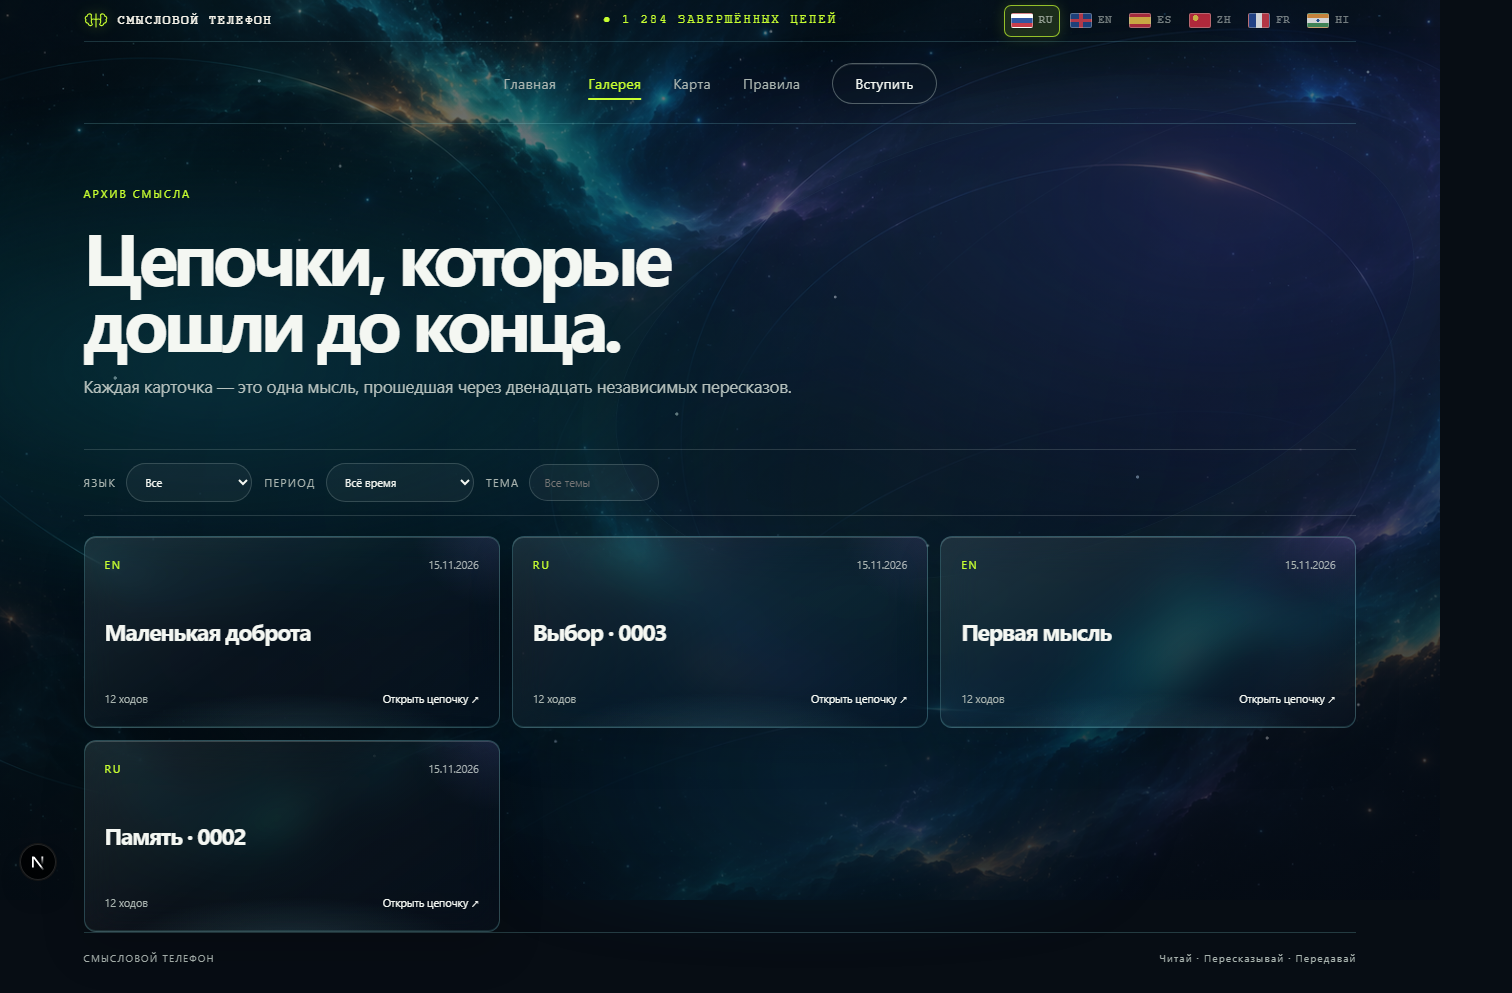 СМЫСЛОВОЙ ТЕЛЕФОН
● 1 284 ЗАВЕРШЁННЫХ ЦЕПЕЙ
RU
EN
ES
ZH
FR
HI
Главная
Галерея
Карта
Правила
Вступить
АРХИВ СМЫСЛА
Цепочки, которые
дошли до конца.
Каждая карточка — это одна мысль, прошедшая через двенадцать независимых пересказов.
ЯЗЫК
Все
ПЕРИОД
Всё время
ТЕМА
Все темы
EN
15.11.2026
Маленькая доброта
12 ходов
Открыть цепочку ↗
RU
15.11.2026
Выбор · 0003
12 ходов
Открыть цепочку ↗
EN
15.11.2026
Первая мысль
12 ходов
Открыть цепочку ↗
RU
15.11.2026
Память · 0002
12 ходов
Открыть цепочку ↗
N
СМЫСЛОВОЙ ТЕЛЕФОН
Читай · Пересказывай · Передавай